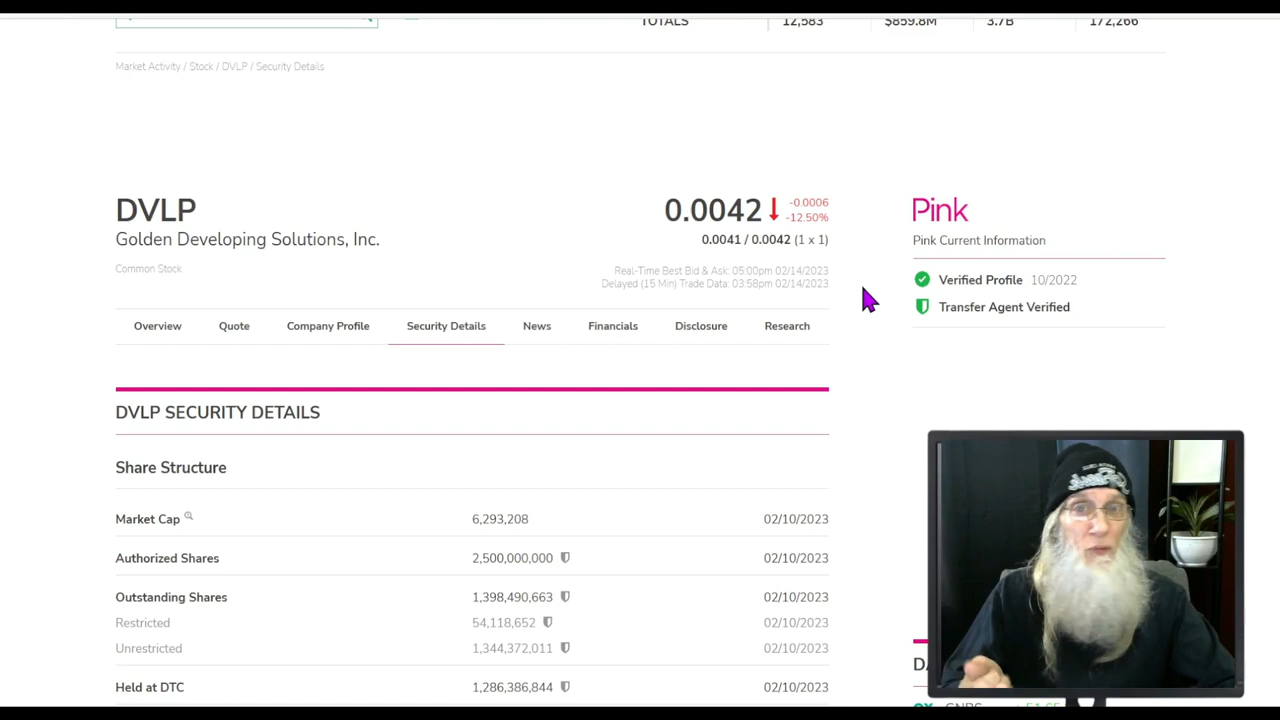 TOTALS 12,583 $859.8M 3.7B 172,266
Market Activity / Stock / DVLP / Security Details
DVLP
0.0042 -0.0006
-12.50%
Golden Developing Solutions, Inc.
0.0041 / 0.0042 (1 x 1)
Common Stock
Real-Time Best Bid & Ask: 05:00pm 02/14/2023
Delayed (15 Min) Trade Data: 03:58pm 02/14/2023
Pink
Pink Current Information
Verified Profile 10/2022
Transfer Agent Verified
Overview Quote Company Profile Security Details News Financials Disclosure Research
DVLP SECURITY DETAILS
Share Structure
Market Cap 6,293,208 02/10/2023
Authorized Shares 2,500,000,000 02/10/2023
Outstanding Shares 1,398,490,663 02/10/2023
Restricted 54,118,652 02/10/2023
Unrestricted 1,344,372,011 02/10/2023
Held at DTC 1,286,386,844 02/10/2023